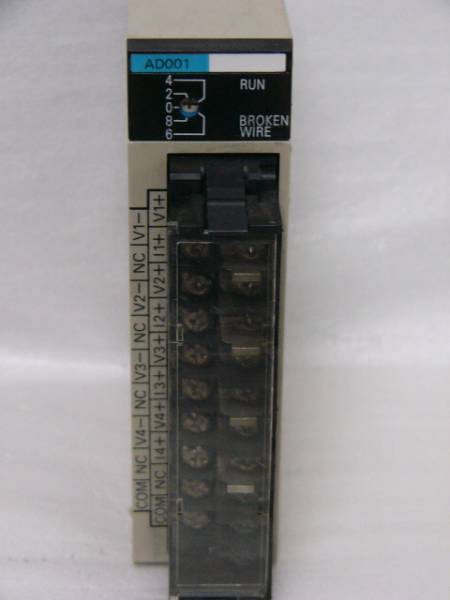 AD001
4
2
0
8
6
RUN
BROKEN
WIRE
V1-
NC
V2-
NC
V3-
NC
V4-
NC
COM
V1+
I1+
V2+
I2+
V3+
I3+
V4+
I4+
NC
COM